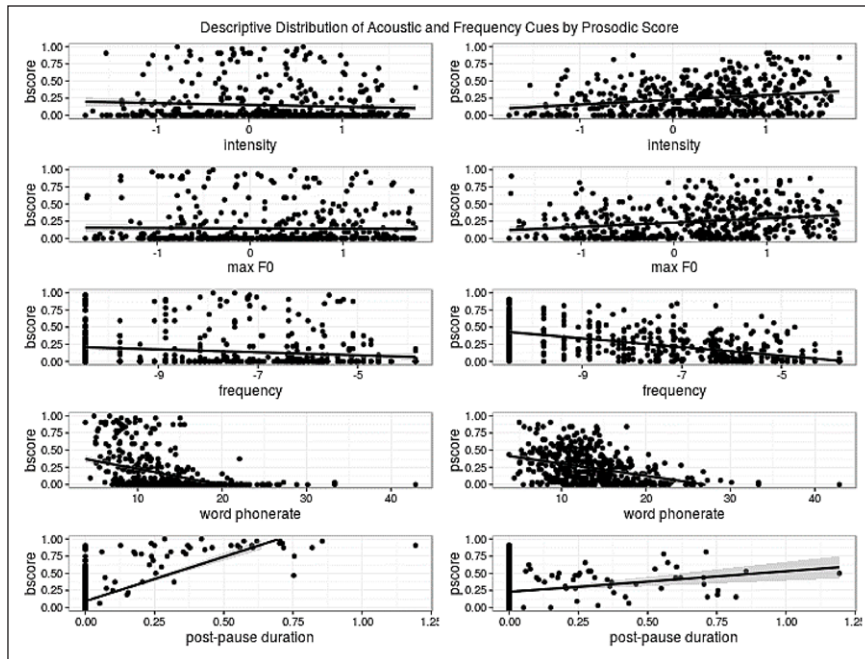 Descriptive Distribution of Acoustic and Frequency Cues by Prosodic Score
bscore
1.00
0.75
0.50
0.25
0.00
-1 0 1
intensity
pscore
1.00
0.75
0.50
0.25
0.00
-1 0 1
intensity
bscore
1.00
0.75
0.50
0.25
0.00
-1 0 1
max F0
pscore
1.00
0.75
0.50
0.25
0.00
-1 0 1
max F0
bscore
1.00
0.75
0.50
0.25
0.00
-9 -7 -5
frequency
pscore
1.00
0.75
0.50
0.25
0.00
-9 -7 -5
frequency
bscore
1.00
0.75
0.50
0.25
0.00
10 20 30 40
word phonerate
pscore
1.00
0.75
0.50
0.25
0.00
10 20 30 40
word phonerate
bscore
1.00
0.75
0.50
0.25
0.00
0.00 0.25 0.50 0.75 1.00 1.25
post-pause duration
pscore
1.00
0.75
0.50
0.25
0.00
0.00 0.25 0.50 0.75 1.00 1.25
post-pause duration